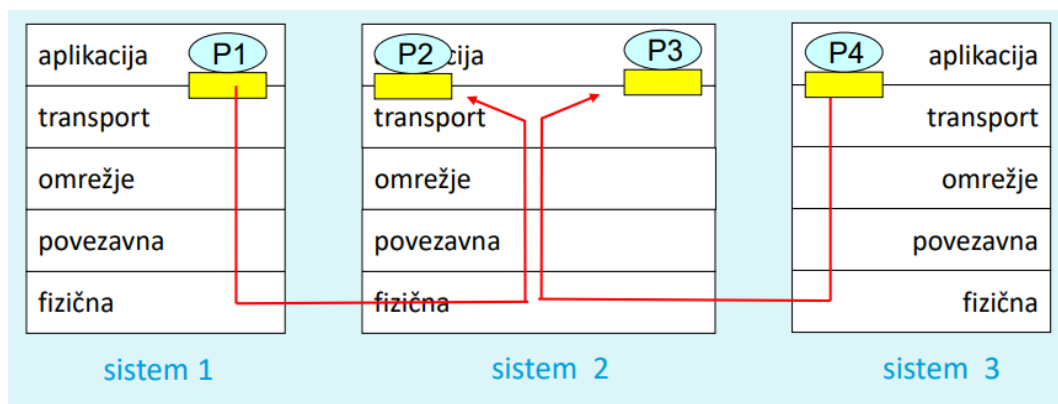 aplikacija P1
transport
omrežje
povezavna
fizična
sistem 1
P2 cija P3
transport
omrežje
povezavna
fizična
sistem 2
P4 aplikacija
transport
omrežje
povezavna
fizična
sistem 3